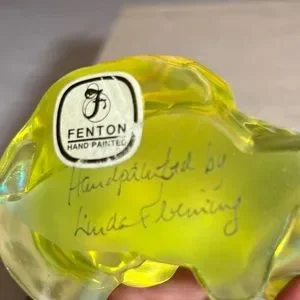 F
FENTON
HAND PAINTED
Handpainted by
Linda Fleming